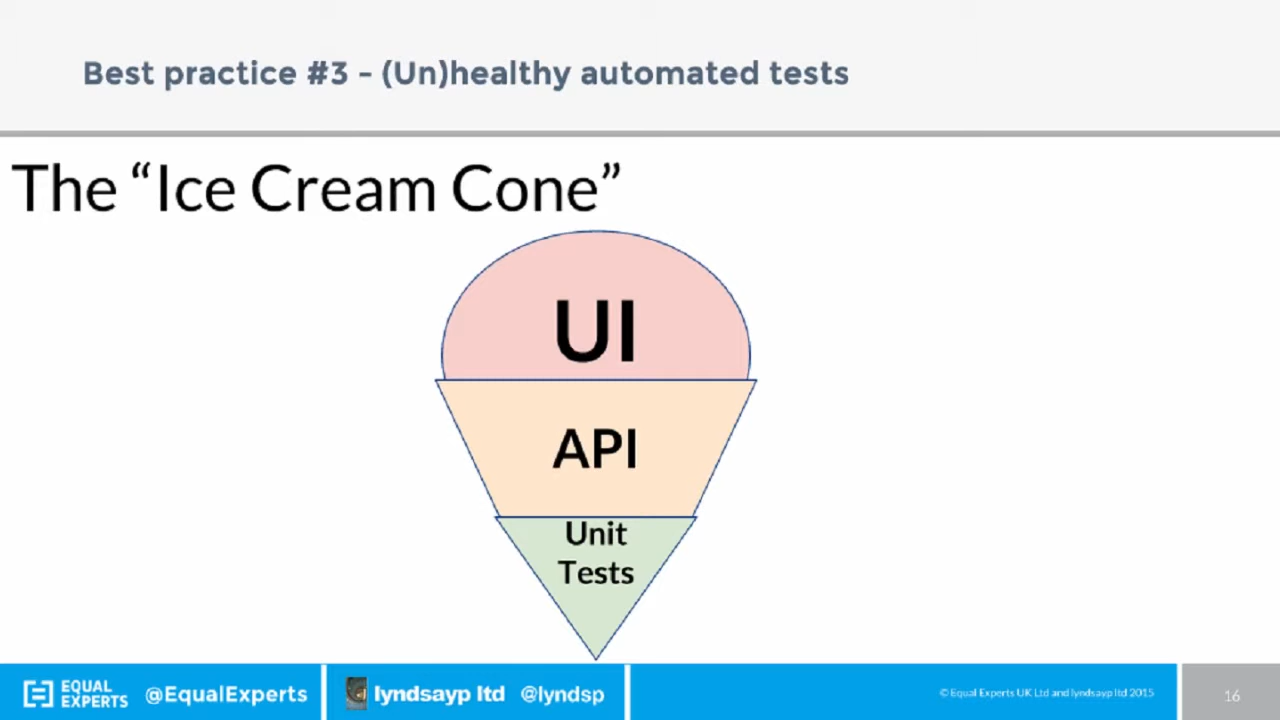 Best practice #3 - (Un)healthy automated tests
The “Ice Cream Cone”
UI
API
Unit
Tests
EQUAL
EXPERTS
@EqualExperts
lyndsayp ltd @lyndsp
© Equal Experts UK Ltd and lyndsayp ltd 2015
16